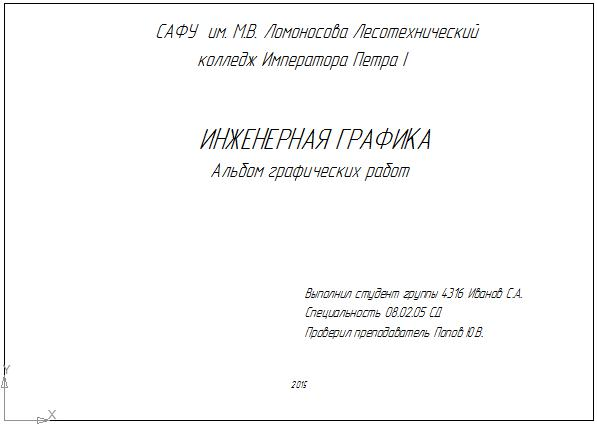 САФУ им. М.В. Ломоносова Лесотехнический
колледж Императора Петра I
ИНЖЕНЕРНАЯ ГРАФИКА
Альбом графических работ
Выполнил студент группы 4316 Иванов С.А.
Специальность 08.02.05 СД
Проверил преподаватель Попов Ю.В.
2015
Y
X